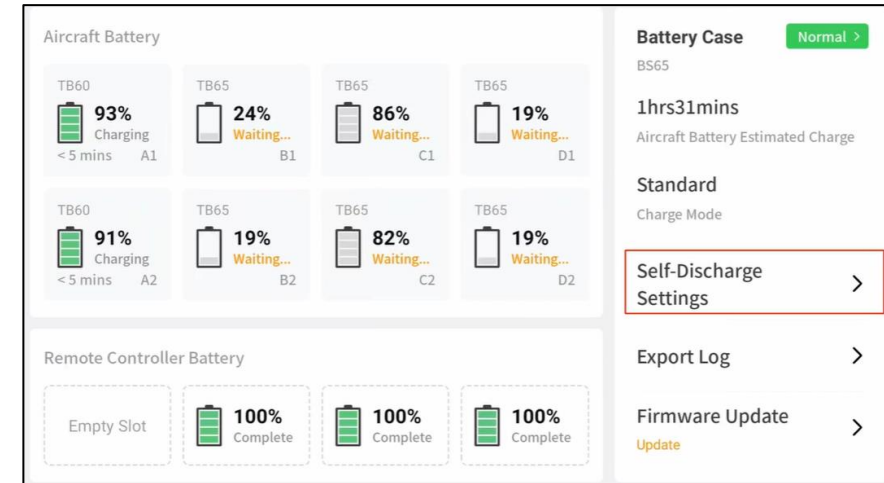 Aircraft Battery
TB60
93%
Charging
< 5 mins A1
TB65
24%
Waiting...
B1
TB65
86%
Waiting...
C1
TB65
19%
Waiting...
D1
TB60
91%
Charging
< 5 mins A2
TB65
19%
Waiting...
B2
TB65
82%
Waiting...
C2
TB65
19%
Waiting...
D2
Remote Controller Battery
Empty Slot
100%
Complete
100%
Complete
100%
Complete
Battery Case
Normal >
BS65
1hrs31mins
Aircraft Battery Estimated Charge
Standard
Charge Mode
Self-Discharge
Settings
Export Log
Firmware Update
Update